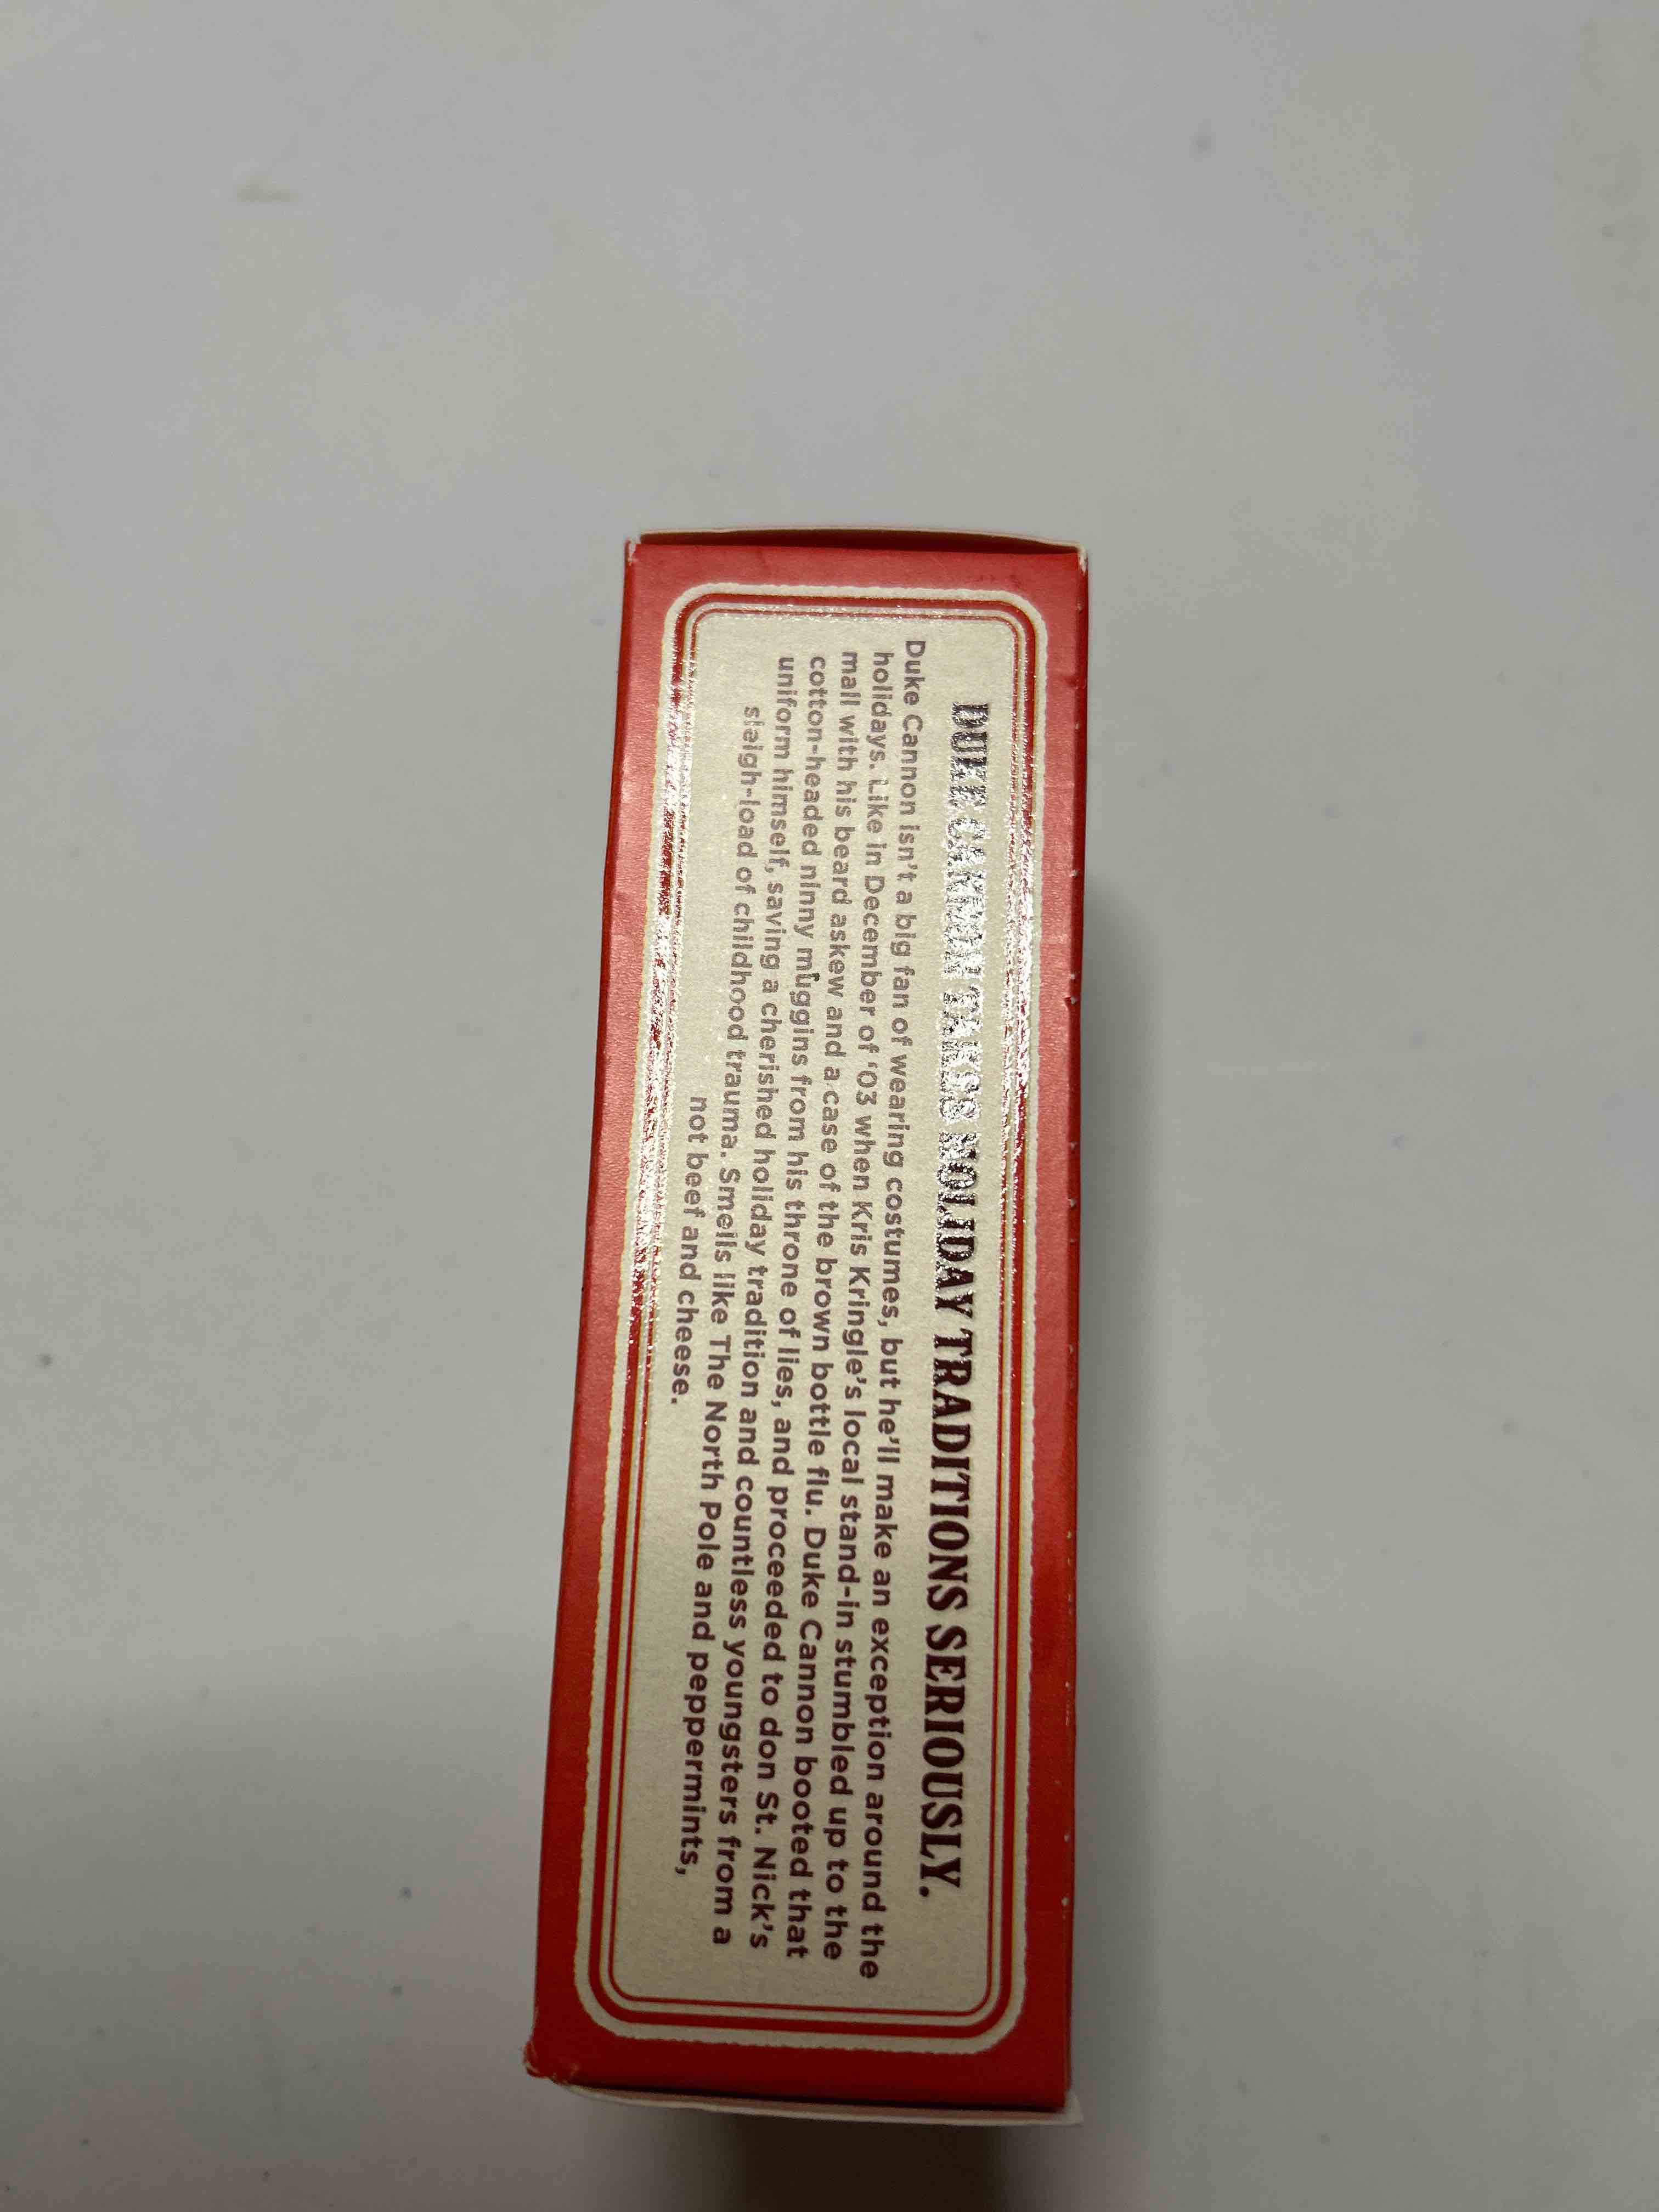 DUKE CANNON TAKES HOLIDAY TRADITIONS SERIOUSLY.
Duke Cannon isn't a big fan of wearing costumes, but he'll make an exception around the
holidays. Like in December of '03 when Kris Kringle's local stand-in stumbled up to the
mall with his beard askew and a case of the brown bottle flu. Duke Cannon booted that
cotton-headed ninny muggins from his throne of lies, and proceeded to don St. Nick's
uniform himself, saving a cherished holiday tradition and countless youngsters from a
sleigh-load of childhood trauma. Smells like The North Pole and peppermints,
not beef and cheese.